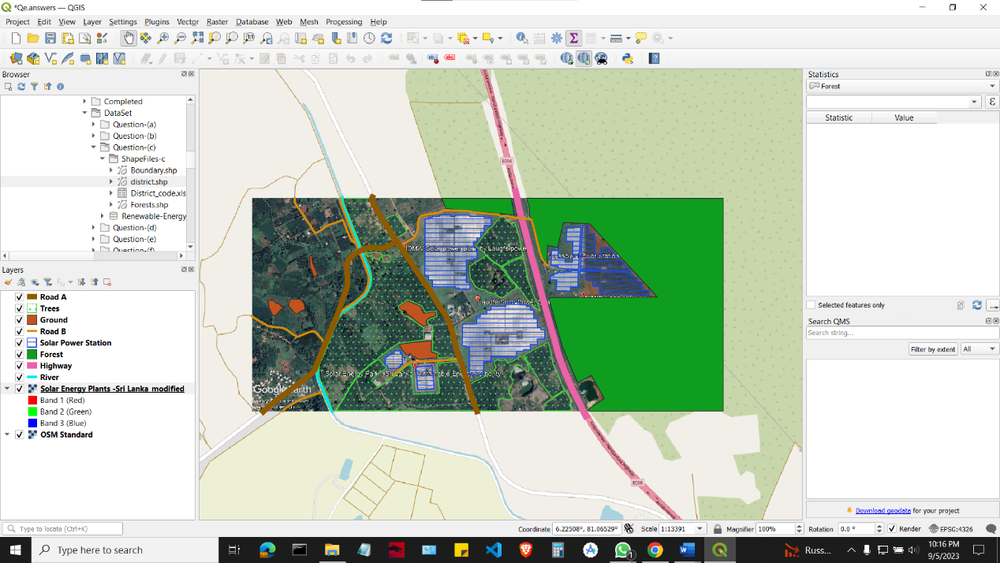 *Qe.answers — QGIS
Project Edit View Layer Settings Plugins Vector Raster Database Web Mesh Processing Help
Browser
Completed
DataSet
Question-(a)
Question-(b)
Question-(c)
ShapeFiles-c
Boundary.shp
district.shp
District_code.xls
Forests.shp
Renewable-Energy
Question-(d)
Question-(e)
Question-(f)
Layers
Road A
Trees
Ground
Road B
Solar Power Station
Forest
Highway
River
Solar Energy Plants -Sri Lanka_modified
Band 1 (Red)
Band 2 (Green)
Band 3 (Blue)
OSM Standard
E006
10MW Solar power plant by Laugfs power
Power Station
Laugfs Solar Power
Solar Energy Park - Sri Lanka Sustainable Energy Authority
Google Earth
E006
Statistics
Forest
Statistic Value
Selected features only
Search QMS
Search string...
Filter by extent All
Download geodata for your project
Type to locate (Ctrl+K)
Coordinate 6.22508°, 81.06529° Scale 1:13391 Magnifier 100% Rotation 0.0 ° Render EPSG:4326
Type here to search
1
Russ...
10:16 PM
9/5/2023